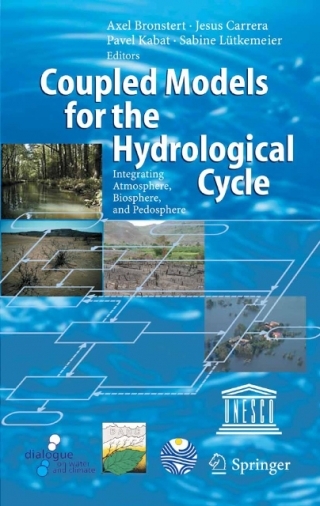 Axel Bronstert · Jesus Carrera
Pavel Kabat · Sabine Lütkemeier
Editors
Coupled Models
for the
Hydrological
Cycle
Integrating
Atmosphere,
Biosphere,
and Pedosphere
UNESCO
dialogue
on water
and climate
Springer